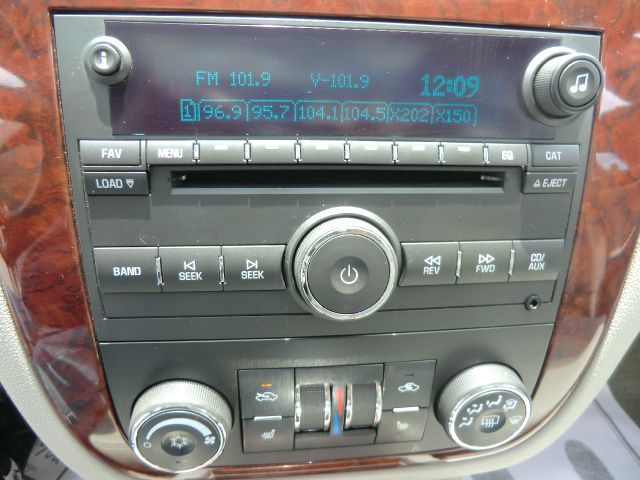 FM 101.9 V-101.9 12:09
1 96.9 95.7 104.1 104.5 X202 X150
FAV MENU EQ CAT
LOAD EJECT
BAND SEEK SEEK REV FWD CD/AUX